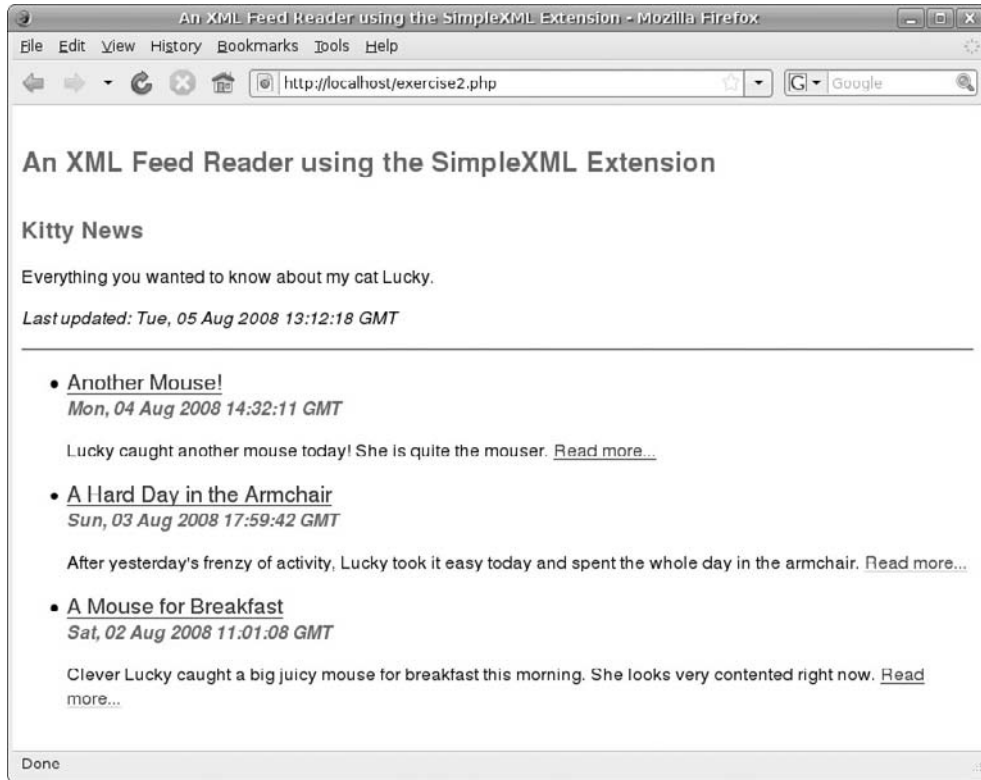 An XML Feed Reader using the SimpleXML Extension - Mozilla Firefox
File Edit View History Bookmarks Tools Help
http://localhost/exercise2.php
G Google
An XML Feed Reader using the SimpleXML Extension
Kitty News
Everything you wanted to know about my cat Lucky.
Last updated: Tue, 05 Aug 2008 13:12:18 GMT
• Another Mouse!
Mon, 04 Aug 2008 14:32:11 GMT
Lucky caught another mouse today! She is quite the mouser. Read more...
• A Hard Day in the Armchair
Sun, 03 Aug 2008 17:59:42 GMT
After yesterday's frenzy of activity, Lucky took it easy today and spent the whole day in the armchair. Read more...
• A Mouse for Breakfast
Sat, 02 Aug 2008 11:01:08 GMT
Clever Lucky caught a big juicy mouse for breakfast this morning. She looks very contented right now. Read
more...
Done